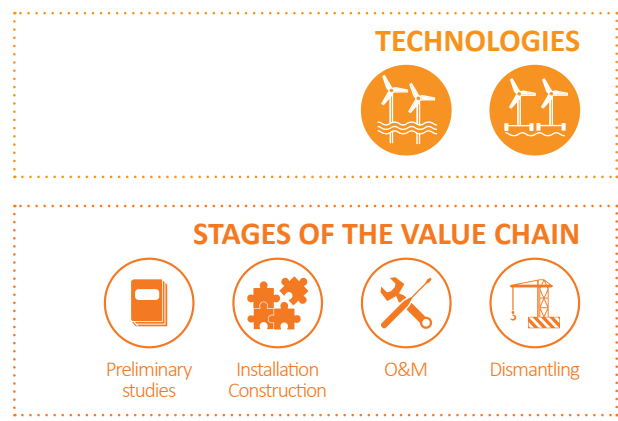 TECHNOLOGIES
STAGES OF THE VALUE CHAIN
Preliminary
studies
Installation
Construction
O&M
Dismantling